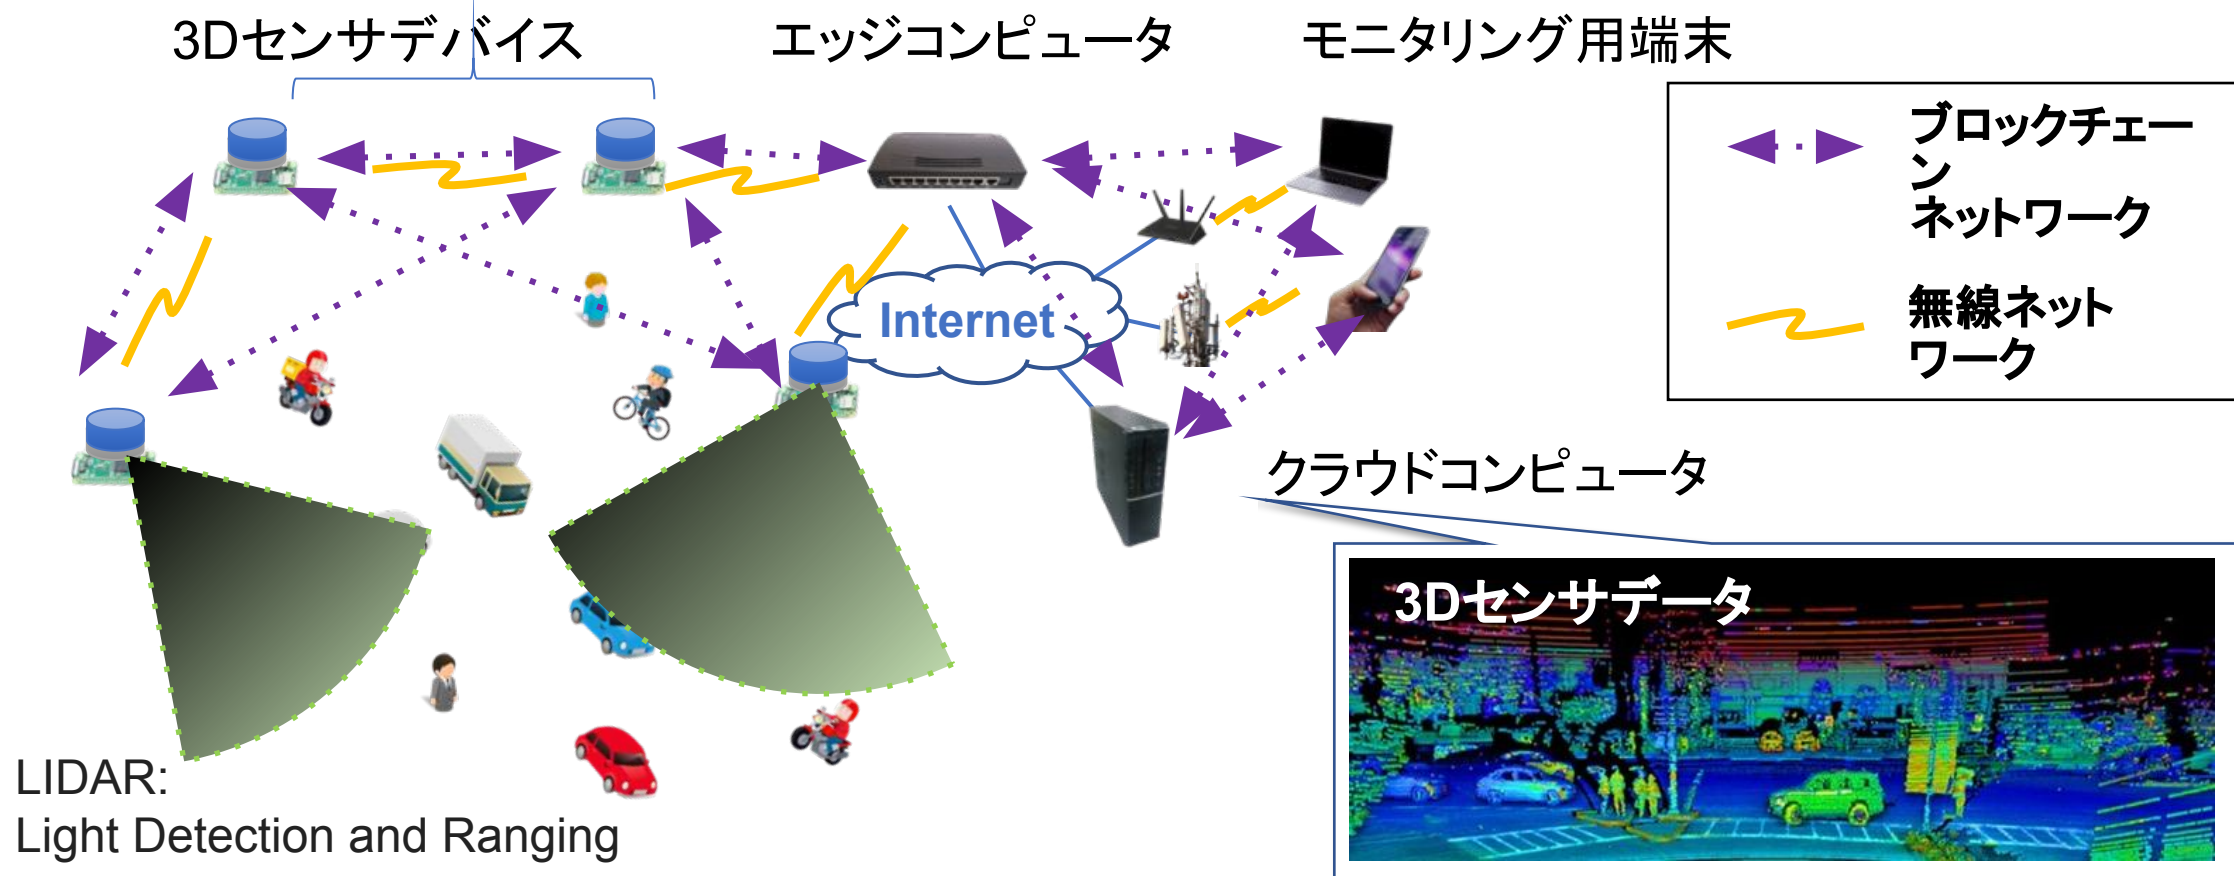 3Dセンサデバイス
エッジコンピュータ
モニタリング用端末
ブロックチェー
ン
ネットワーク
無線ネット
ワーク
Internet
クラウドコンピュータ
3Dセンサデータ
LIDAR:
Light Detection and Ranging